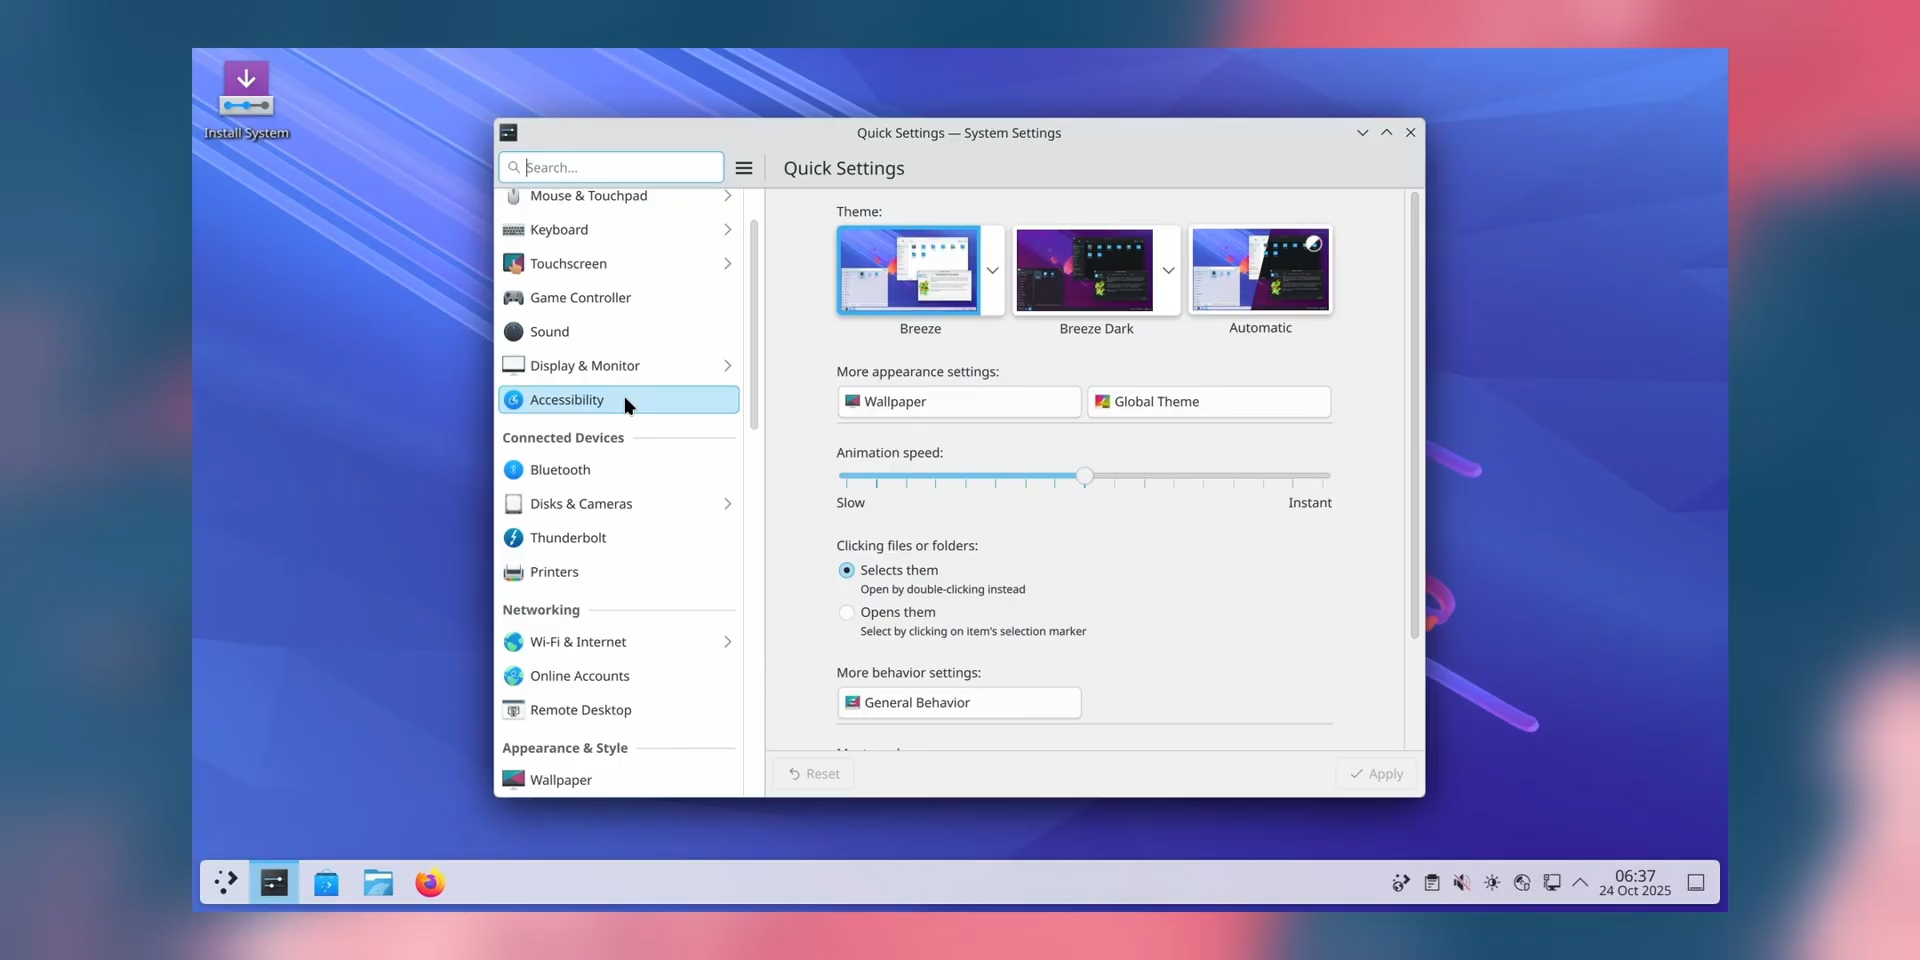 Install System
Quick Settings — System Settings
Search...
Quick Settings
Mouse & Touchpad
Keyboard
Touchscreen
Game Controller
Sound
Display & Monitor
Accessibility
Connected Devices
Bluetooth
Disks & Cameras
Thunderbolt
Printers
Networking
Wi-Fi & Internet
Online Accounts
Remote Desktop
Appearance & Style
Wallpaper
Theme:
Breeze
Breeze Dark
Automatic
More appearance settings:
Wallpaper
Global Theme
Animation speed:
Slow
Instant
Clicking files or folders:
Selects them
Open by double-clicking instead
Opens them
Select by clicking on item's selection marker
More behavior settings:
General Behavior
Reset
Apply
06:37
24 Oct 2025